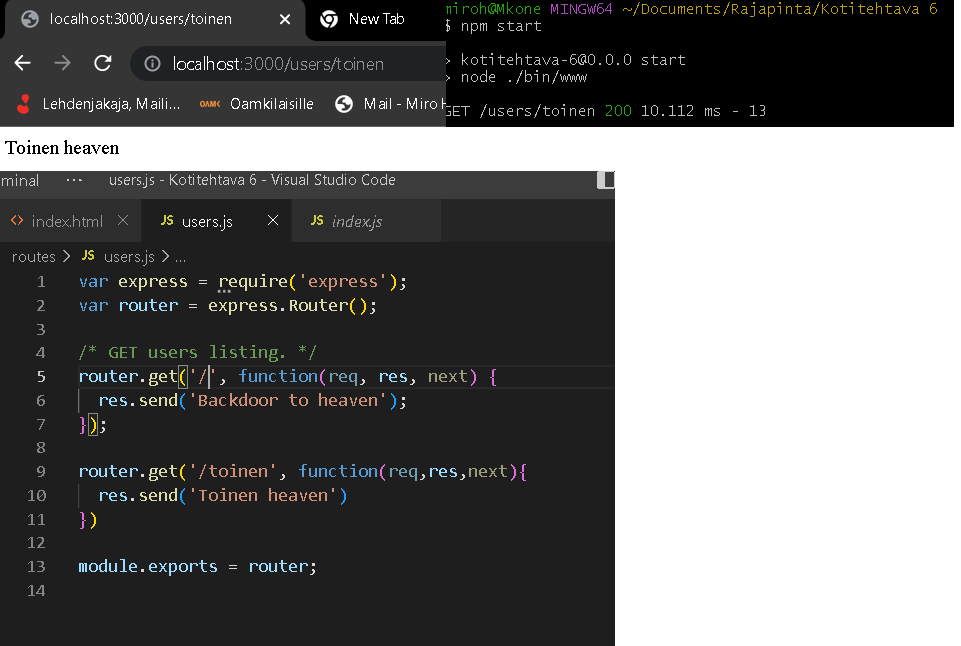 localhost:3000/users/toinen
New Tab
localhost:3000/users/toinen
Lehdenjakaja, Maili...
OAMK
Oamkilaisille
Mail - Miro H
miroh@Mkone MINGW64 ~/Documents/Rajapinta/Kotitehtava 6
$ npm start
> kotitehtava-6@0.0.0 start
> node ./bin/www
GET /users/toinen 200 10.112 ms - 13
Toinen heaven
minal ··· users.js - Kotitehtava 6 - Visual Studio Code
<> index.html
JS users.js
JS index.js
routes > JS users.js > ...
1 var express = require('express');
2 var router = express.Router();
3
4 /* GET users listing. */
5 router.get('/', function(req, res, next) {
6 res.send('Backdoor to heaven');
7 });
8
9 router.get('/toinen', function(req,res,next){
10 res.send('Toinen heaven')
11 })
12
13 module.exports = router;
14